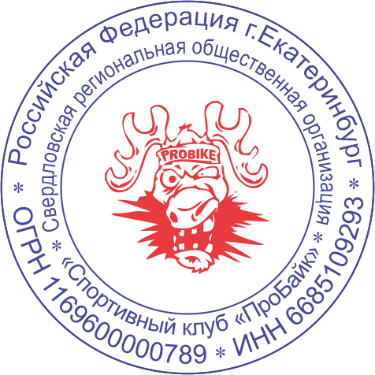 * Российская Федерация г.Екатеринбург *
ОГРН 1169600000789 * ИНН 6685109293
* Свердловская региональная общественная организация *
«Спортивный клуб «ПроБайк»
PROBIKE